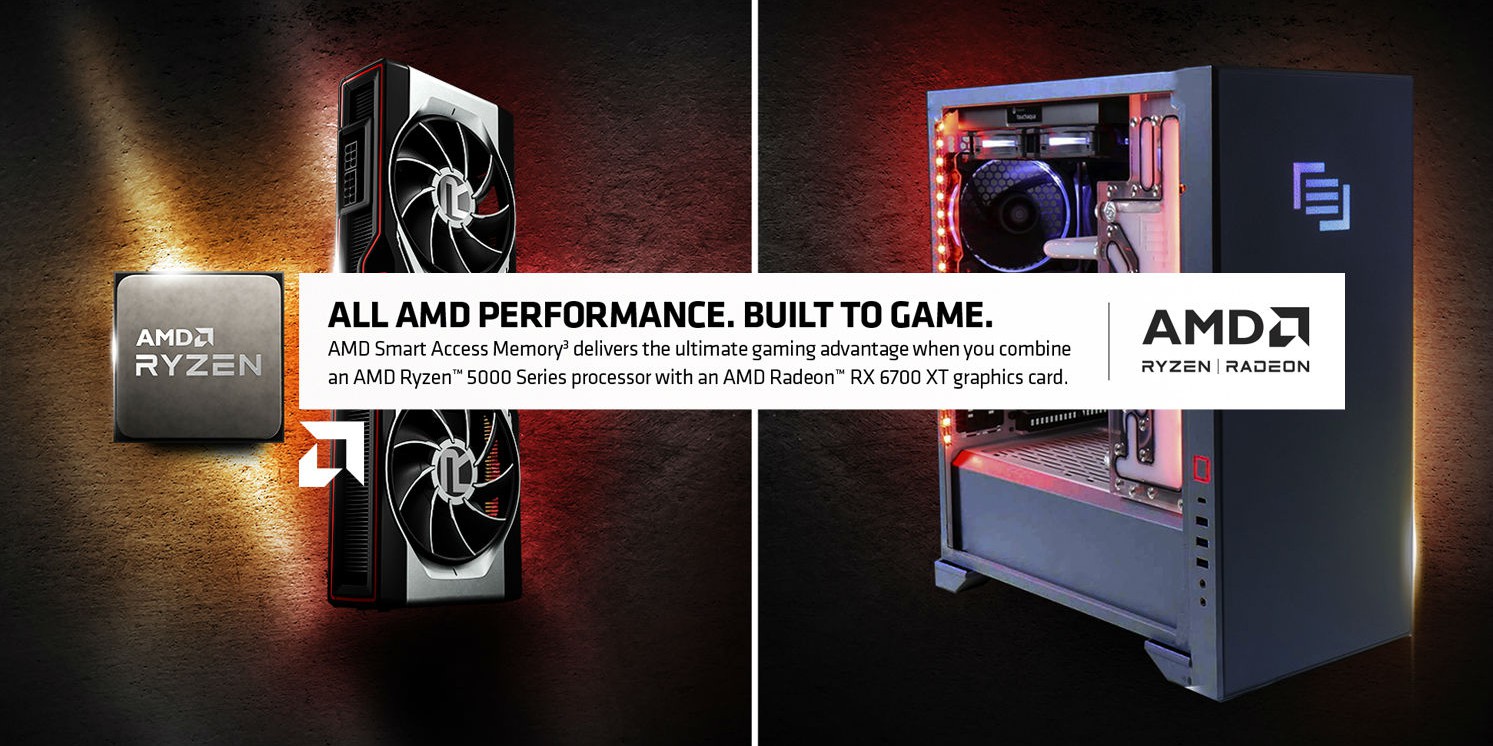 AMD
RYZEN
ALL AMD PERFORMANCE. BUILT TO GAME.
AMD Smart Access Memory³ delivers the ultimate gaming advantage when you combine
an AMD Ryzen™ 5000 Series processor with an AMD Radeon™ RX 6700 XT graphics card.
AMD
RYZEN | RADEON